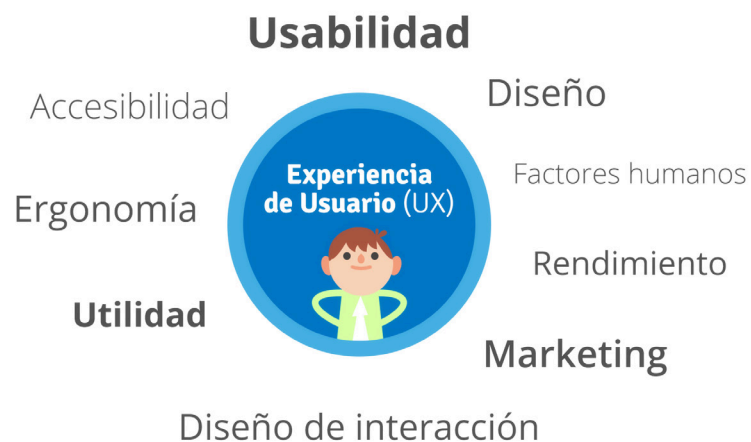 Usabilidad
Accesibilidad
Diseño
Experiencia
de Usuario (UX)
Factores humanos
Ergonomía
Rendimiento
Utilidad
Marketing
Diseño de interacción